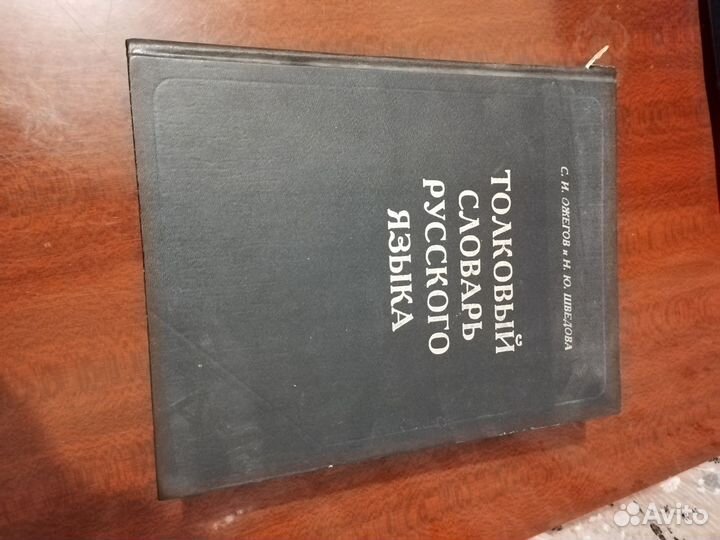 С. И. ОЖЕГОВ и Н. Ю. ШВЕДОВА
ТОЛКОВЫЙ
СЛОВАРЬ
РУССКОГО
ЯЗЫКА
Avito